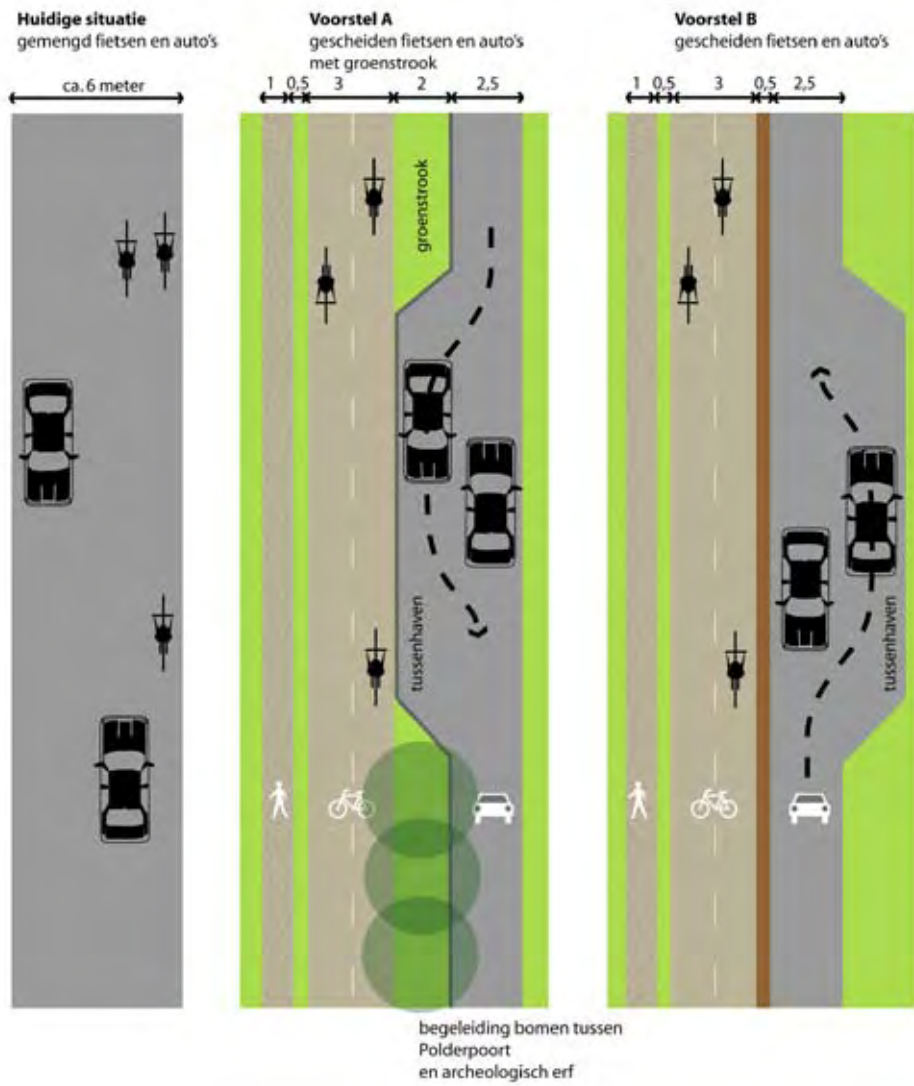 Huidige situatie
gemengd fietsen en auto's
ca. 6 meter
Voorstel A
gescheiden fietsen en auto's
met groenstrook
1 0,5 3 2 2,5
groenstrook
tussenhaven
begeleiding bomen tussen
Polderpoort
en archeologisch erf
Voorstel B
gescheiden fietsen en auto's
1 0,5 3 0,5 2,5
tussenhaven